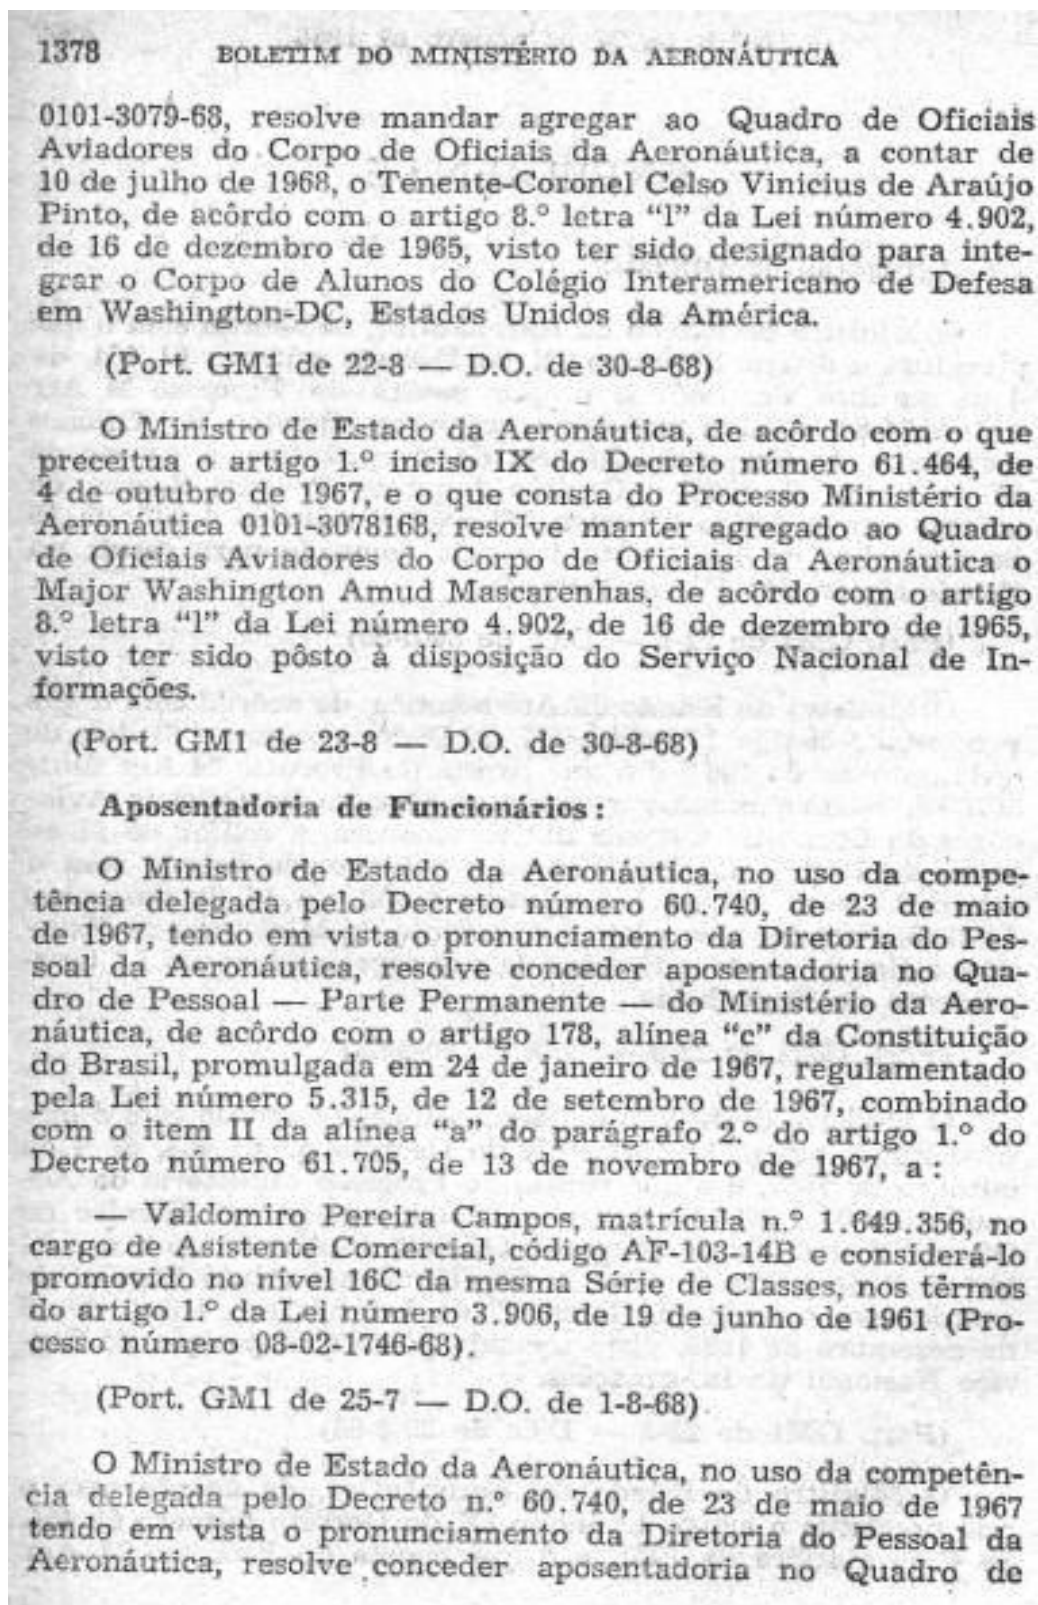 1378 BOLETIM DO MINISTÉRIO DA AERONÁUTICA
0101-3079-68, resolve mandar agregar ao Quadro de Oficiais
Aviadores do Corpo de Oficiais da Aeronáutica, a contar de
10 de julho de 1968, o Tenente-Coronel Celso Vinicius de Araújo
Pinto, de acôrdo com o artigo 8.º letra “l” da Lei número 4.902,
de 16 de dezembro de 1965, visto ter sido designado para inte-
grar o Corpo de Alunos do Colégio Interamericano de Defesa
em Washington-DC, Estados Unidos da América.
(Port. GM1 de 22-8 — D.O. de 30-8-68)
O Ministro de Estado da Aeronáutica, de acôrdo com o que
preceitua o artigo 1.º inciso IX do Decreto número 61.464, de
4 de outubro de 1967, e o que consta do Processo Ministério da
Aeronáutica 0101-3078168, resolve manter agregado ao Quadro
de Oficiais Aviadores do Corpo de Oficiais da Aeronáutica o
Major Washington Amud Mascarenhas, de acôrdo com o artigo
8.º letra “l” da Lei número 4.902, de 16 de dezembro de 1965,
visto ter sido pôsto à disposição do Serviço Nacional de In-
formações.
(Port. GM1 de 23-8 — D.O. de 30-8-68)
Aposentadoria de Funcionários :
O Ministro de Estado da Aeronáutica, no uso da compe-
tência delegada pelo Decreto número 60.740, de 23 de maio
de 1967, tendo em vista o pronunciamento da Diretoria do Pes-
soal da Aeronáutica, resolve conceder aposentadoria no Qua-
dro de Pessoal — Parte Permanente — do Ministério da Aero-
náutica, de acôrdo com o artigo 178, alínea “c” da Constituição
do Brasil, promulgada em 24 de janeiro de 1967, regulamentado
pela Lei número 5.315, de 12 de setembro de 1967, combinado
com o item II da alínea “a” do parágrafo 2.º do artigo 1.º do
Decreto número 61.705, de 13 de novembro de 1967, a :
— Valdomiro Pereira Campos, matrícula n.º 1.649.356, no
cargo de Asistente Comercial, código AF-103-14B e considerá-lo
promovido no nível 16C da mesma Série de Classes, nos têrmos
do artigo 1.º da Lei número 3.906, de 19 de junho de 1961 (Pro-
cesso número 08-02-1746-68).
(Port. GM1 de 25-7 — D.O. de 1-8-68)
O Ministro de Estado da Aeronáutica, no uso da competên-
cia delegada pelo Decreto n.º 60.740, de 23 de maio de 1967
tendo em vista o pronunciamento da Diretoria do Pessoal da
Aeronáutica, resolve conceder aposentadoria no Quadro de